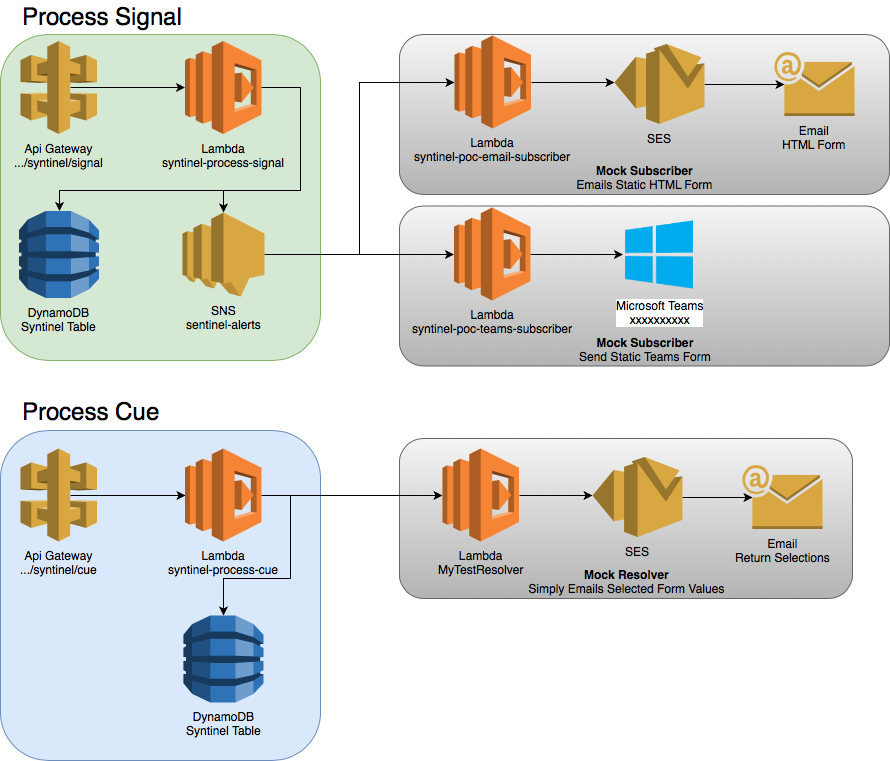 Process Signal
Api Gateway
.../syntinel/signal
Lambda
syntinel-process-signal
DynamoDB
Syntinel Table
SNS
sentinel-alerts
Lambda
syntinel-poc-email-subscriber
SES
@
Email
HTML Form
Mock Subscriber
Emails Static HTML Form
Lambda
syntinel-poc-teams-subscriber
Microsoft Teams
xxxxxxxxxx
Mock Subscriber
Send Static Teams Form
Process Cue
Api Gateway
.../syntinel/cue
Lambda
syntinel-process-cue
DynamoDB
Syntinel Table
Lambda
MyTestResolver
SES
@
Email
Return Selections
Mock Resolver
Simply Emails Selected Form Values